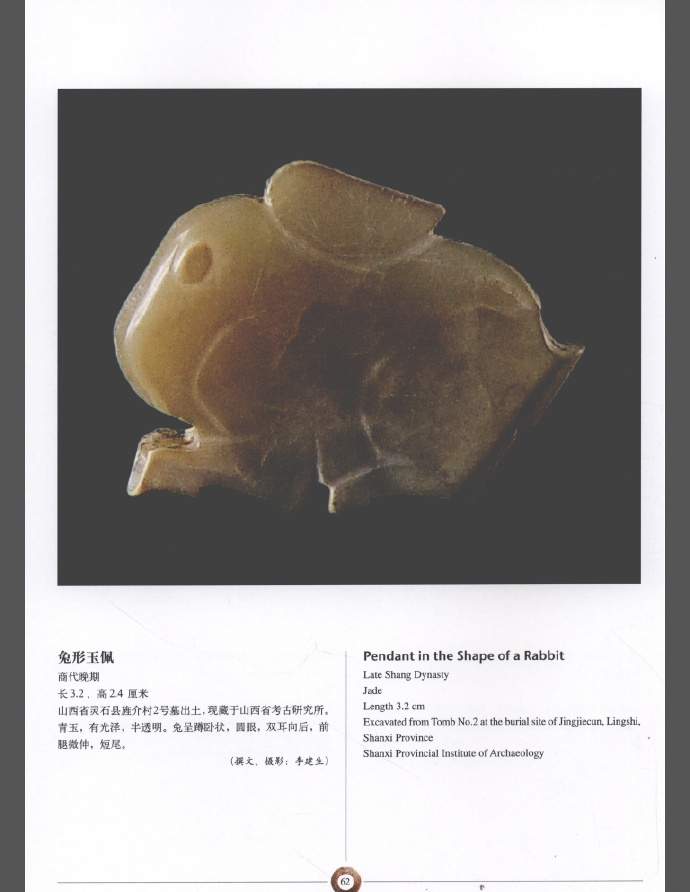 兔形玉佩
商代晚期
长3.2，高2.4 厘米
山西省灵石县旌介村2号墓出土，现藏于山西省考古研究所。
青玉，有光泽，半透明。兔呈蹲卧状，圆眼，双耳向后，前
腿微伸，短尾。
（撰文、摄影：李建生）
Pendant in the Shape of a Rabbit
Late Shang Dynasty
Jade
Length 3.2 cm
Excavated from Tomb No.2 at the burial site of Jingjiecun, Lingshi,
Shanxi Province
Shanxi Provincial Institute of Archaeology
62